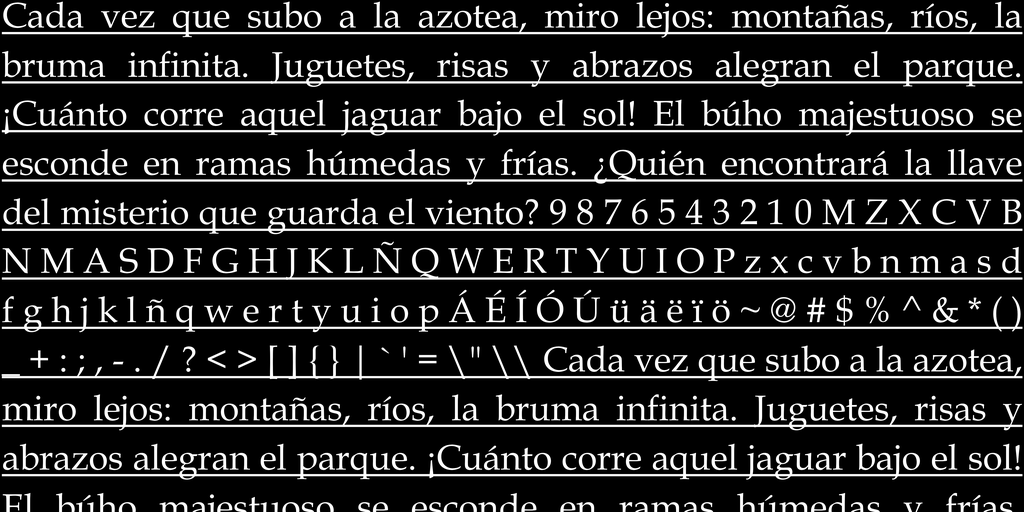 Cada vez que subo a la azotea, miro lejos: montañas, ríos, la
bruma infinita. Juguetes, risas y abrazos alegran el parque.
¡Cuánto corre aquel jaguar bajo el sol! El búho majestuoso se
esconde en ramas húmedas y frías. ¿Quién encontrará la llave
del misterio que guarda el viento? 9 8 7 6 5 4 3 2 1 0 M Z X C V B
N M A S D F G H J K L Ñ Q W E R T Y U I O P z x c v b n m a s d
f g h j k l ñ q w e r t y u i o p Á É Í Ó Ú ü ä ë ï ö ~ @ # $ % ^ & * ( )
_ + : ; , - . / ? < > [ ] { } | ` ' = \ " \ \ Cada vez que subo a la azotea,
miro lejos: montañas, ríos, la bruma infinita. Juguetes, risas y
abrazos alegran el parque. ¡Cuánto corre aquel jaguar bajo el sol!
El búho majestuoso se esconde en ramas húmedas y frías.